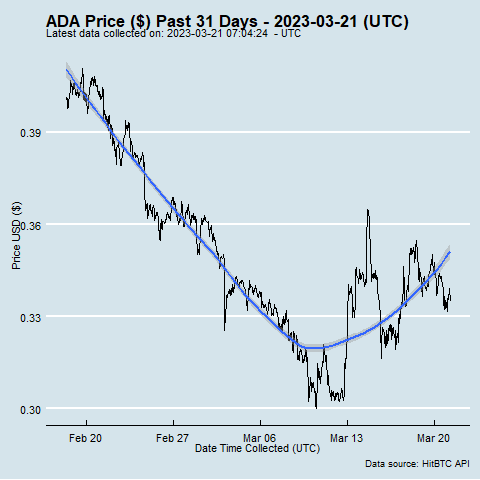 ADA Price ($) Past 31 Days - 2023-03-21 (UTC)
Latest data collected on: 2023-03-21 07:04:24 - UTC
0.39
0.36
0.33
0.30
Price USD ($)
Feb 20 Feb 27 Mar 06 Mar 13 Mar 20
Date Time Collected (UTC)
Data source: HitBTC API